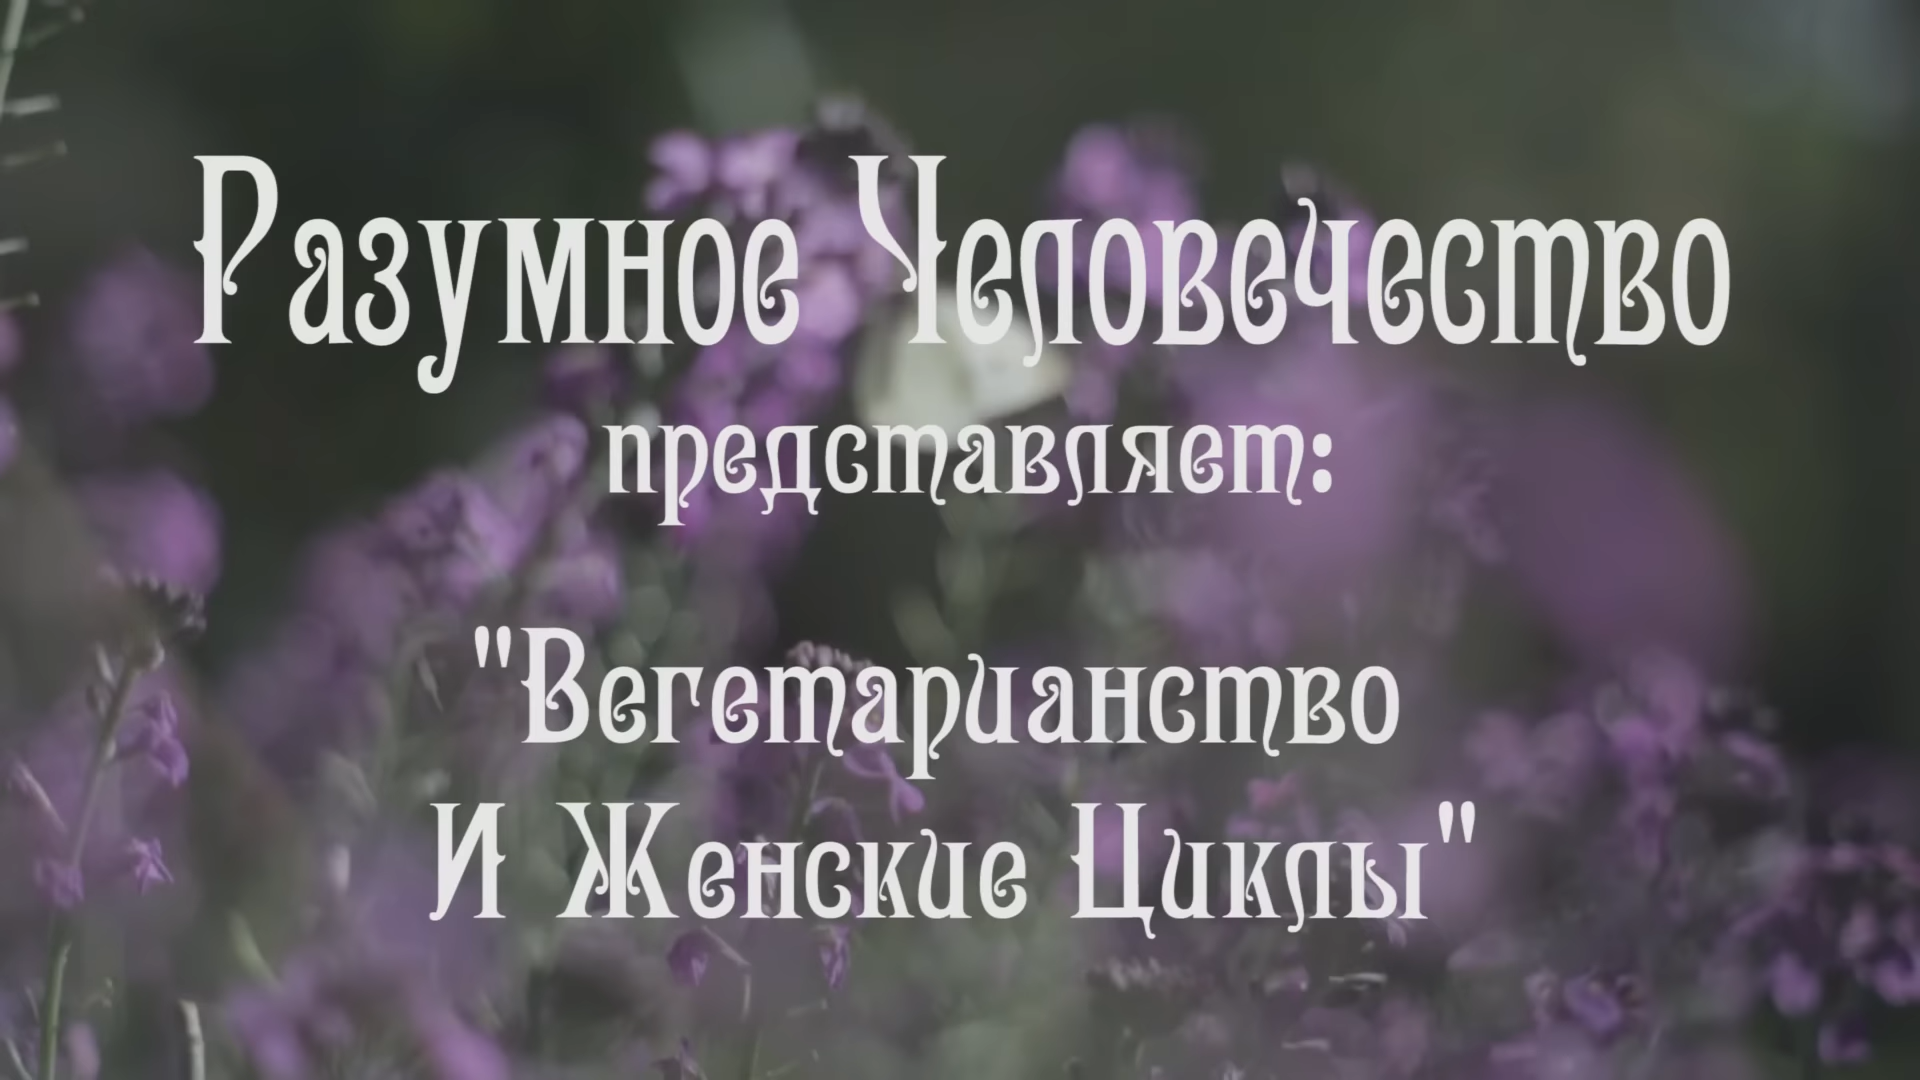 Разумное Человечество
представляет:
"Вегетарианство
И Женские Циклы"